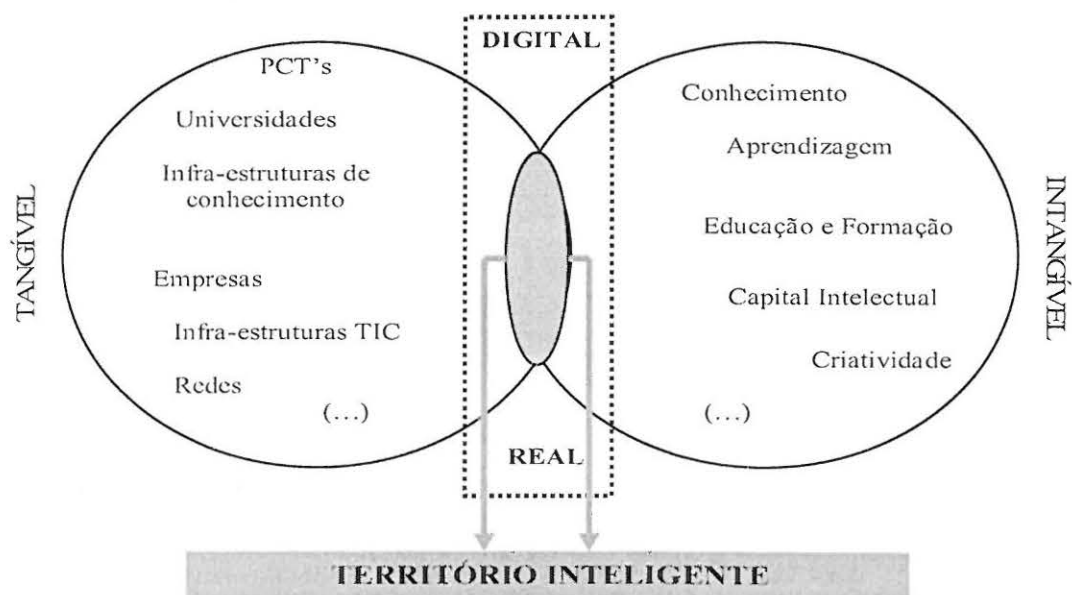 DIGITAL
PCT's
Universidades
Infra-estruturas de
conhecimento
Empresas
Infra-estruturas TIC
Redes
(...)
TANGÍVEL
Conhecimento
Aprendizagem
Educação e Formação
Capital Intelectual
Criatividade
(...)
INTANGÍVEL
REAL
TERRITÓRIO INTELIGENTE